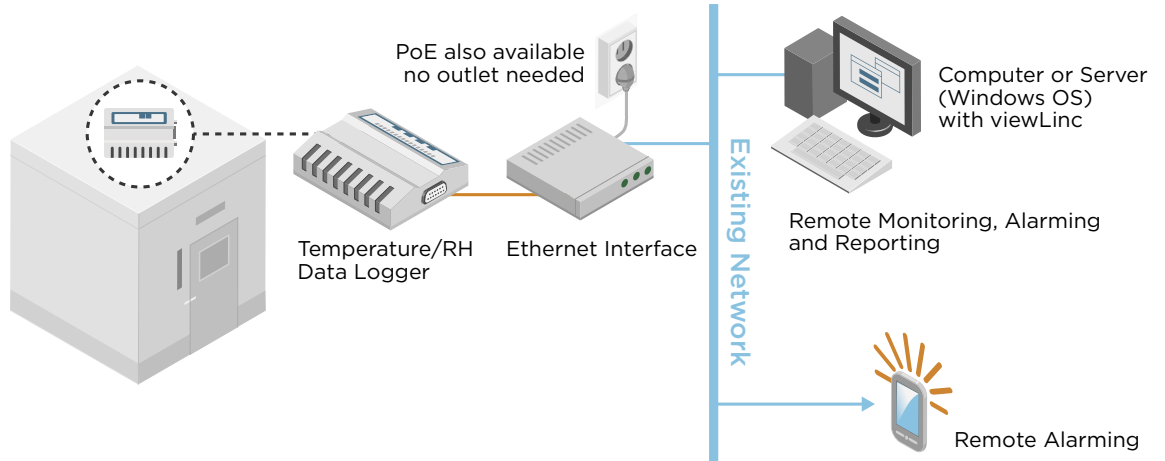 PoE also available
no outlet needed
Temperature/RH
Data Logger
Ethernet Interface
Existing Network
Computer or Server
(Windows OS)
with viewLinc
Remote Monitoring, Alarming
and Reporting
Remote Alarming